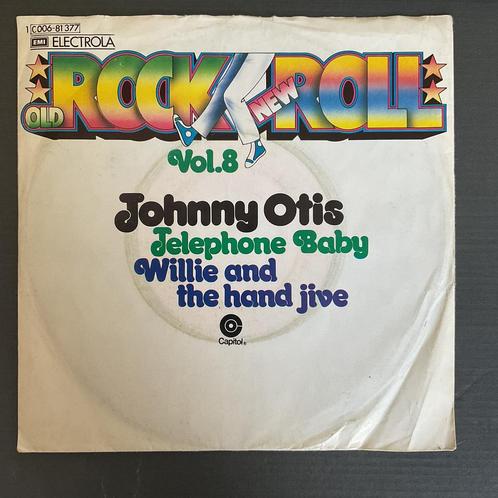 1 C006-81 377
EMI ELECTROLA
OLD ROCK NEW ROLL
Vol.8
Johnny Otis
Telephone Baby
Willie and
the hand jive
Capitol®